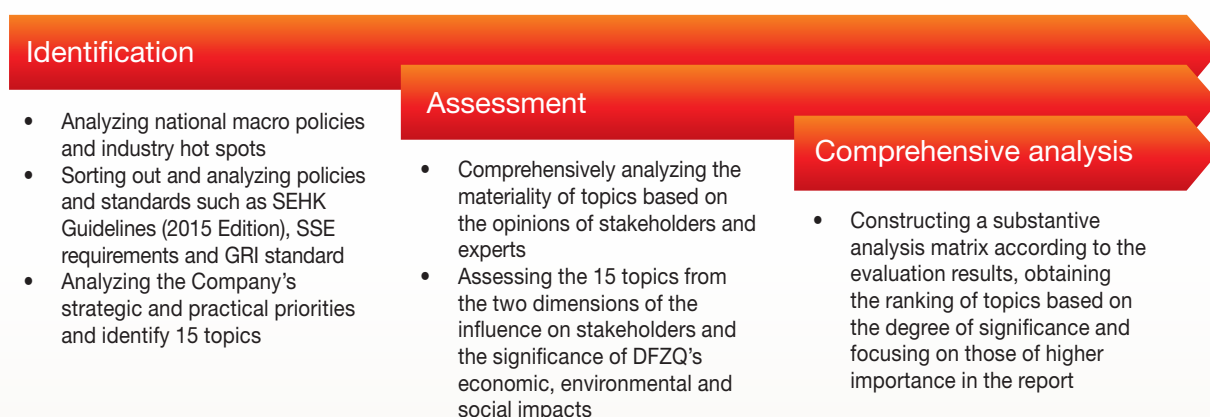 Identification
• Analyzing national macro policies
and industry hot spots
• Sorting out and analyzing policies
and standards such as SEHK
Guidelines (2015 Edition), SSE
requirements and GRI standard
• Analyzing the Company's
strategic and practical priorities
and identify 15 topics
Assessment
• Comprehensively analyzing the
materiality of topics based on
the opinions of stakeholders and
experts
• Assessing the 15 topics from
the two dimensions of the
influence on stakeholders and
the significance of DFZQ's
economic, environmental and
social impacts
Comprehensive analysis
• Constructing a substantive
analysis matrix according to the
evaluation results, obtaining
the ranking of topics based on
the degree of significance and
focusing on those of higher
importance in the report